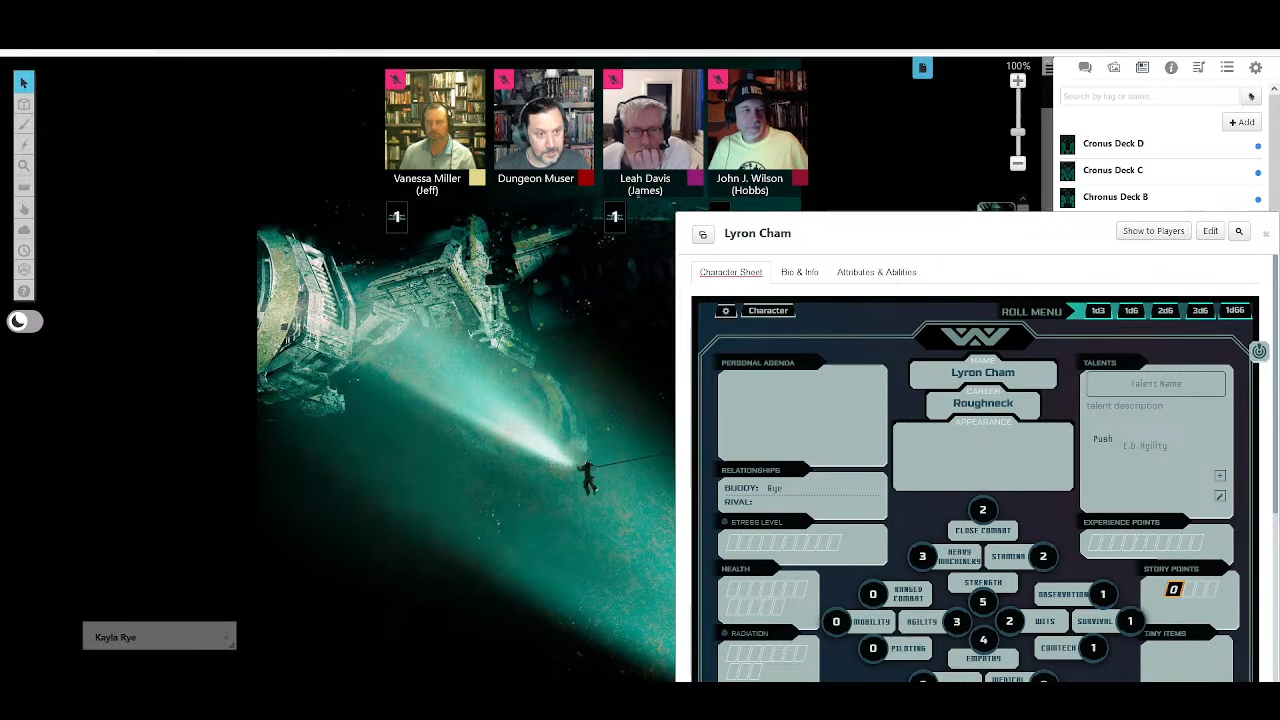 100%
Search by tag or name...
+ Add
Cronus Deck D
Cronus Deck C
Chronus Deck B
Vanessa Miller
(Jeff)
Dungeon Muser
Leah Davis
(James)
John J. Wilson
(Hobbs)
1
1
Lyron Cham
Show to Players
Edit
Character Sheet
Bio & Info
Attributes & Abilities
Character
ROLL MENU
1d3
1d6
2d6
3d6
1d66
PERSONAL AGENDA
NAME
Lyron Cham
CAREER
Roughneck
APPEARANCE
TALENTS
Talent Name
talent description
Push
E.G. Agility
RELATIONSHIPS
BUDDY: Rye
RIVAL:
STRESS LEVEL
EXPERIENCE POINTS
HEALTH
STORY POINTS
0
2
CLOSE COMBAT
3
HEAVY
MACHINERY
STAMINA
2
STRENGTH
5
0
RANGED
COMBAT
OBSERVATION
1
0
MOBILITY
AGILITY
3
2
WITS
SURVIVAL
1
4
EMPATHY
0
PILOTING
COMTECH
1
RADIATION
TINY ITEMS
MEDICAL
Kayla Rye